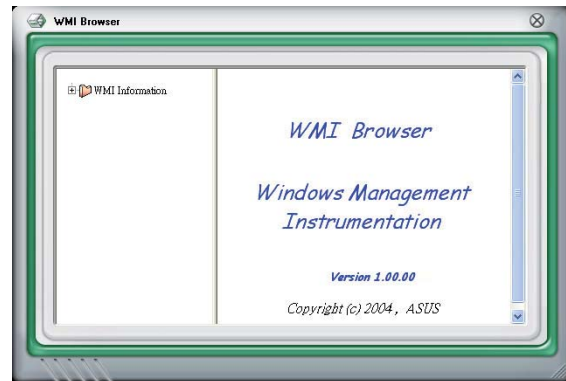 WMI Browser
WMI Information
WMI Browser
Windows Management
Instrumentation
Version 1.00.00
Copyright (c) 2004, ASUS